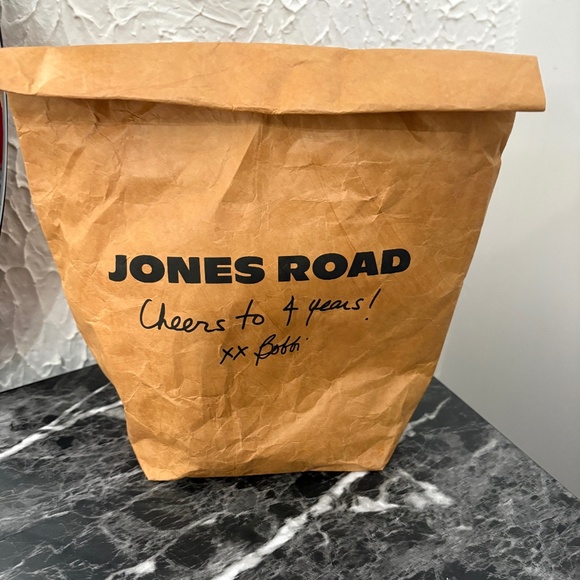 JONES ROAD
Cheers to 4 years!
xx Bobbi